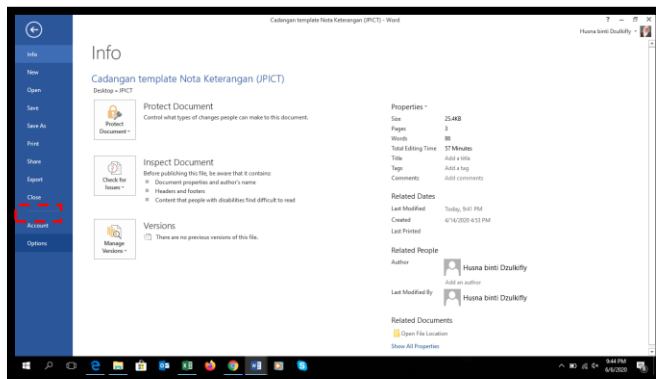 Cadangan template Nota Keterangan (JPICT) - Word
Husna binti Dzulkifly
Info
New
Open
Save
Save As
Print
Share
Export
Close
Account
Options
Info
Cadangan template Nota Keterangan (JPICT)
Desktop » JPICT
Protect Document
Protect Document
Control what types of changes people can make to this document.
Check for Issues
Inspect Document
Before publishing this file, be aware that it contains:
Document properties and author's name
Headers and footers
Content that people with disabilities find difficult to read
Manage Versions
Versions
There are no previous versions of this file.
Properties
Size 25.4KB
Pages 3
Words 98
Total Editing Time 57 Minutes
Title Add a title
Tags Add a tag
Comments Add comments
Related Dates
Last Modified Today, 9:41 PM
Created 4/14/2020 4:53 PM
Last Printed
Related People
Author Husna binti Dzulkifly
Add an author
Last Modified By Husna binti Dzulkifly
Related Documents
Open File Location
Show All Properties
9:44 PM
6/6/2020